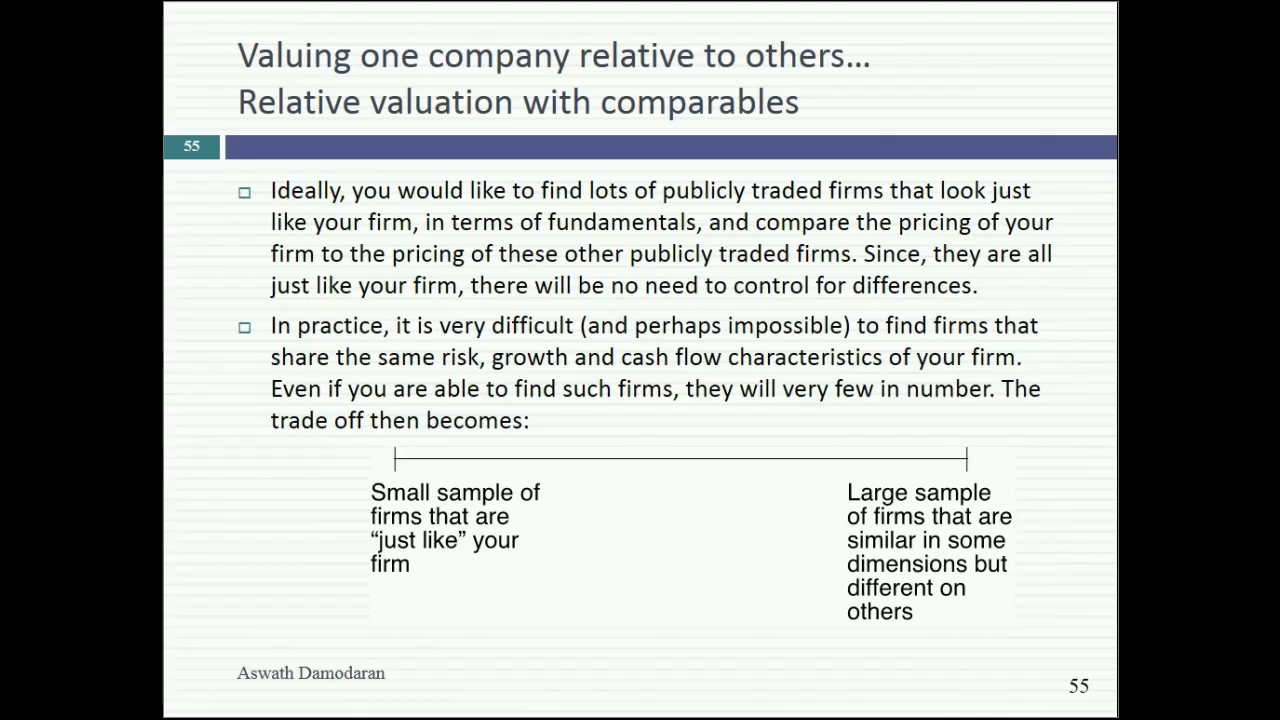 Valuing one company relative to others…
Relative valuation with comparables
55
Ideally, you would like to find lots of publicly traded firms that look just
like your firm, in terms of fundamentals, and compare the pricing of your
firm to the pricing of these other publicly traded firms. Since, they are all
just like your firm, there will be no need to control for differences.
In practice, it is very difficult (and perhaps impossible) to find firms that
share the same risk, growth and cash flow characteristics of your firm.
Even if you are able to find such firms, they will very few in number. The
trade off then becomes:
Small sample of
firms that are
“just like” your
firm
Large sample
of firms that are
similar in some
dimensions but
different on
others
Aswath Damodaran
55